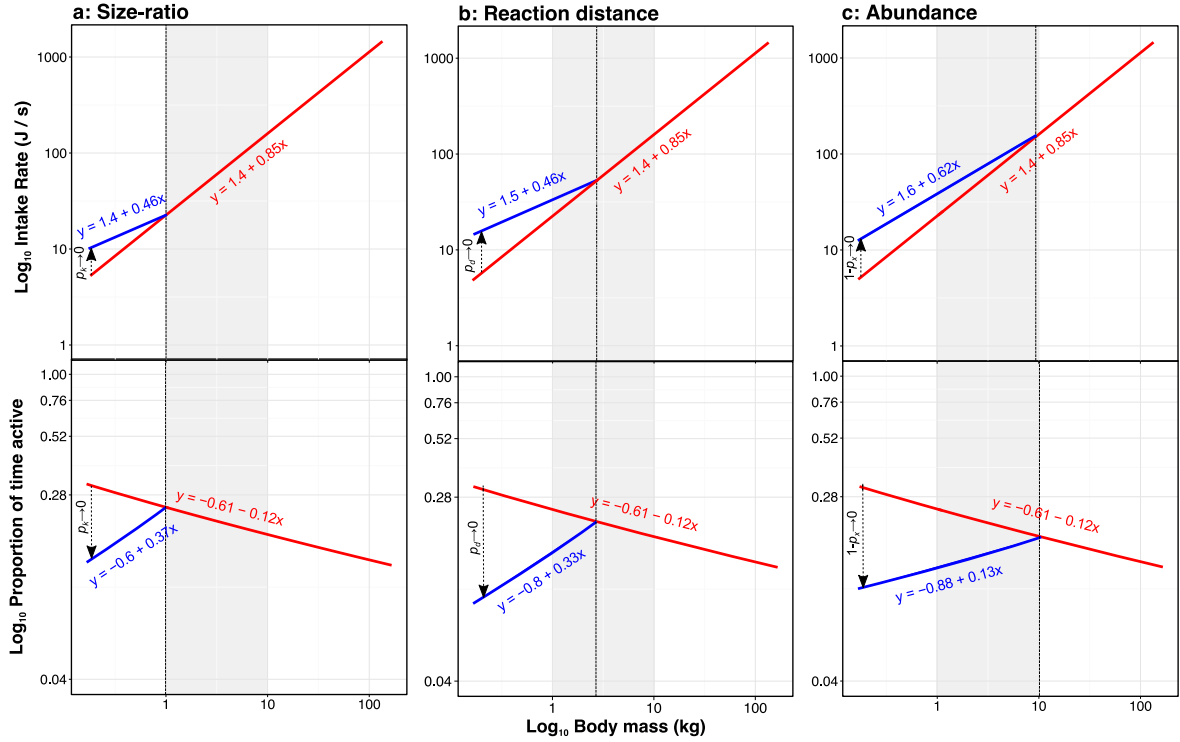 a: Size-ratio
b: Reaction distance
c: Abundance
Log₁₀ Intake Rate (J / s)
1000
100
10
1
y = 1.4 + 0.46x
y = 1.4 + 0.85x
pₖ→0
1000
100
10
1
y = 1.5 + 0.46x
y = 1.4 + 0.85x
p_d→0
1000
100
10
1
y = 1.6 + 0.62x
y = 1.4 + 0.85x
1-pₓ→0
Log₁₀ Proportion of time active
1.00
0.76
0.52
0.28
0.04
y = −0.61 − 0.12x
y = −0.6 + 0.37x
pₖ→0
1 10 100
1.00
0.76
0.52
0.28
0.04
y = −0.61 − 0.12x
y = −0.8 + 0.33x
p_d→0
1 10 100
1.00
0.76
0.52
0.28
0.04
y = −0.61 − 0.12x
y = −0.88 + 0.13x
1-pₓ→0
1 10 100
Log₁₀ Body mass (kg)